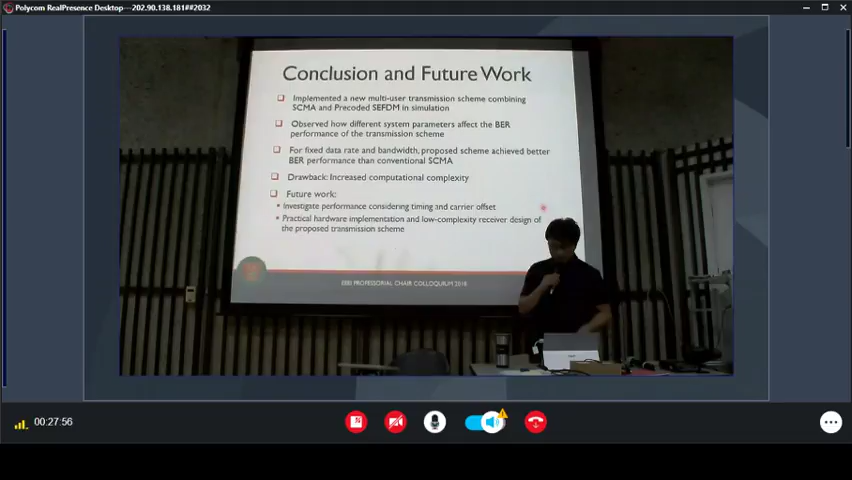 Polycom RealPresence Desktop-202.90.138.181##2032
Conclusion and Future Work
Implemented a new multi-user transmission scheme combining
SCMA and Precoded SEFDM in simulation
Observed how different system parameters affect the BER
performance of the transmission scheme
For fixed data rate and bandwidth, proposed scheme achieved better
BER performance than conventional SCMA
Drawback: Increased computational complexity
Future work:
Investigate performance considering timing and carrier offset
Practical hardware implementation and low-complexity receiver design of
the proposed transmission scheme
EEEI PROFESSORIAL CHAIR COLLOQUIUM 2018
00:27:56